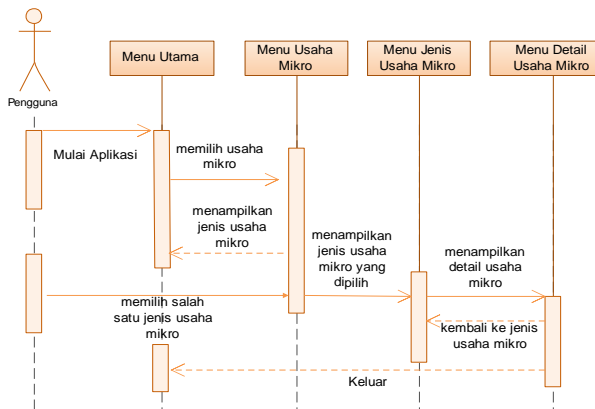 Menu Utama
Menu Usaha
Mikro
Menu Jenis
Usaha Mikro
Menu Detail
Usaha Mikro
Pengguna
Mulai Aplikasi
memilih usaha
mikro
menampilkan
jenis usaha
mikro
menampilkan
jenis usaha
mikro yang
dipilih
menampilkan
detail usaha
mikro
memilih salah
satu jenis usaha
mikro
kembali ke jenis
usaha mikro
Keluar